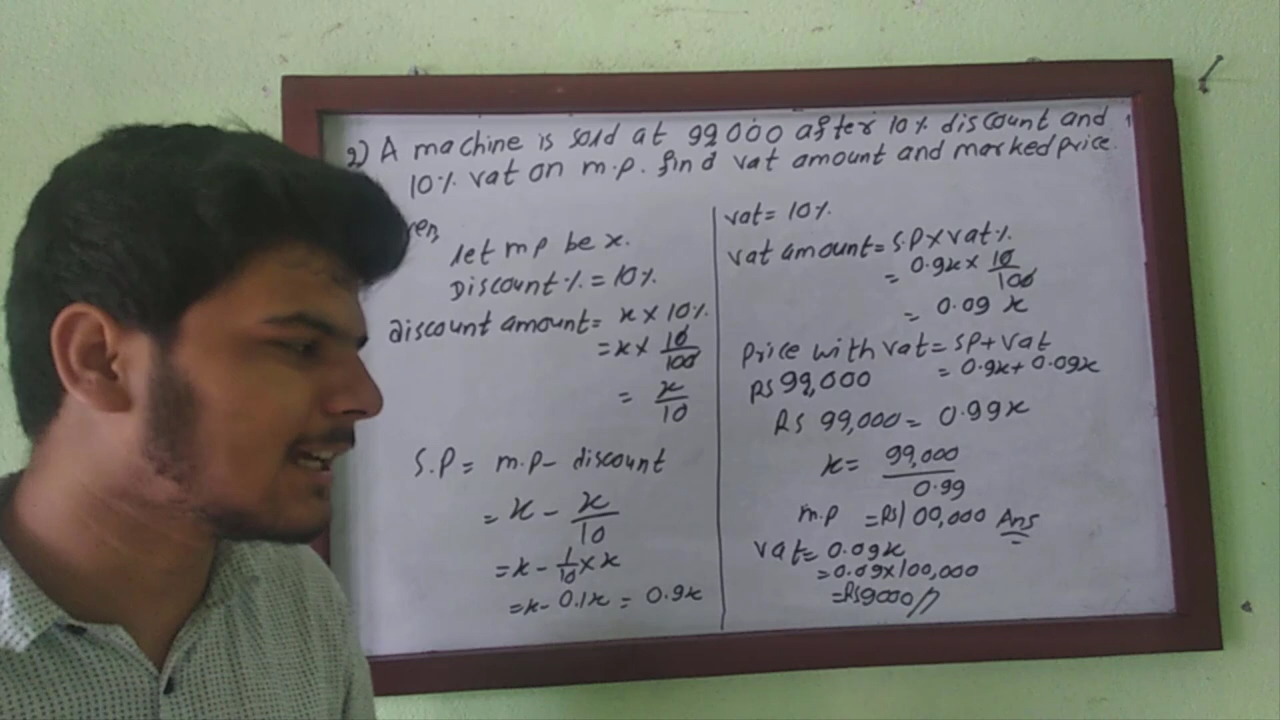 2) A machine is sold at 99000 after 10% discount and
10% vat on m.p. find vat amount and marked price.
let mp be x.
Discount % = 10%.
discount amount = x × 10%.
= x × 10/100
= x/10
S.P = m.p - discount
= x - x/10
= x - 1/10 × x
= x - 0.1x = 0.9x
vat = 10%.
vat amount = S.P × vat%.
= 0.9x × 10/100
= 0.09 x
Price with vat = SP + vat
Rs 99,000 = 0.9x + 0.09x
Rs 99,000 = 0.99x
x = 99,000/0.99
m.p = Rs 100,000 Ans
vat = 0.09x
= 0.09 × 100,000
= Rs 9000 //